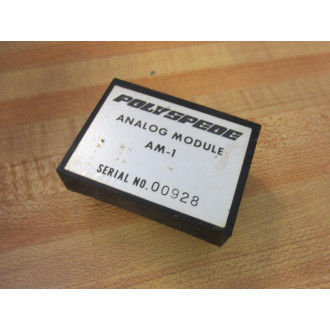 POLYSPEDE
ANALOG MODULE
AM-1
SERIAL NO. 00928